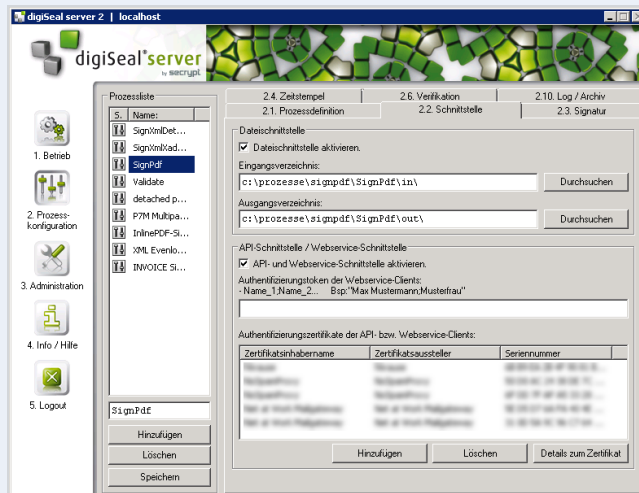 digiSeal server 2 | localhost
digiSeal® server
by secrypt
1. Betrieb
2. Prozess-
konfiguration
3. Administration
4. Info / Hilfe
5. Logout
Prozessliste
S. Name:
SignXmlDet...
SignXmlXad...
SignPdf
Validate
detached p...
P7M Multipa...
InlinePDF-Si...
XML Evenlo...
INVOICE Si...
SignPdf
Hinzufügen
Löschen
Speichern
2.4. Zeitstempel
2.6. Verifikation
2.10. Log / Archiv
2.1. Prozessdefinition
2.2. Schnittstelle
2.3. Signatur
Dateischnittstelle
Dateischnittstelle aktivieren.
Eingangsverzeichnis:
c:\prozesse\signpdf\SignPdf\in\
Durchsuchen
Ausgangsverzeichnis:
c:\prozesse\signpdf\SignPdf\out\
Durchsuchen
API-Schnittstelle / Webservice-Schnittstelle
API- und Webservice-Schnittstelle aktivieren.
Authentifizierungstoken der Webservice-Clients:
- Name_1;Name_2... Bsp:"Max Mustermann;Musterfrau"
Authentifizierungszertifikate der API- bzw. Webservice-Clients:
Zertifikatsinhabername Zertifikatsaussteller Seriennummer
Hinzufügen
Löschen
Details zum Zertifikat